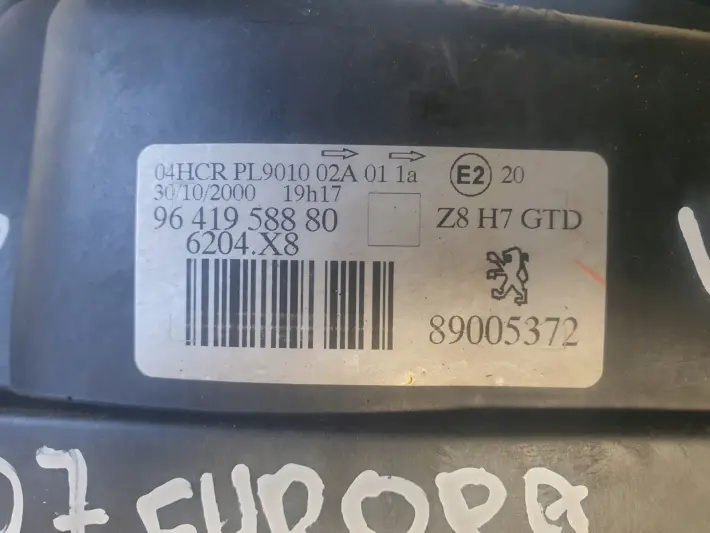 04HCR PL9010 02A 01 1a E2 20
30/10/2000 19h17
96 419 588 80 Z8 H7 GTD
6204.X8
89005372
07 EUROPA